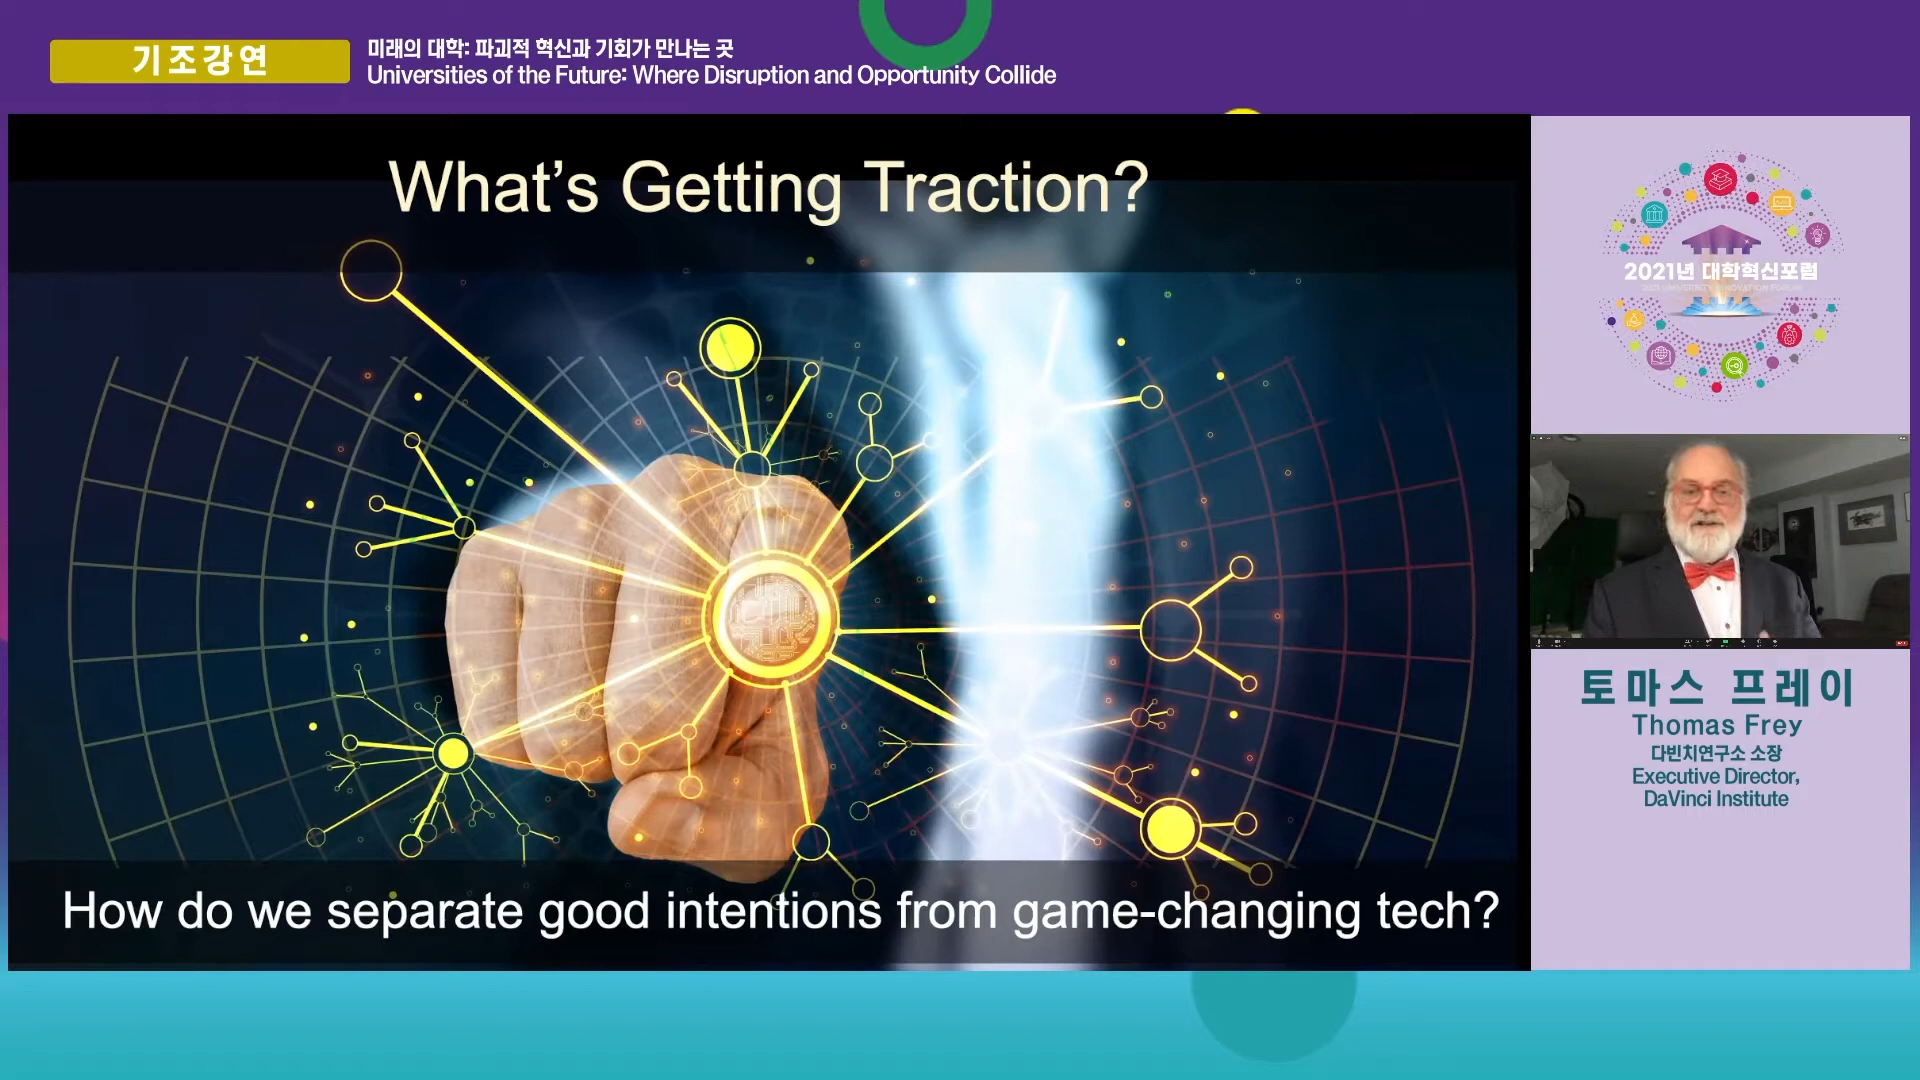 기조강연
미래의 대학: 파괴적 혁신과 기회가 만나는 곳
Universities of the Future: Where Disruption and Opportunity Collide
What's Getting Traction?
How do we separate good intentions from game-changing tech?
2021년 대학혁신포럼
토마스 프레이
Thomas Frey
다빈치연구소 소장
Executive Director,
DaVinci Institute